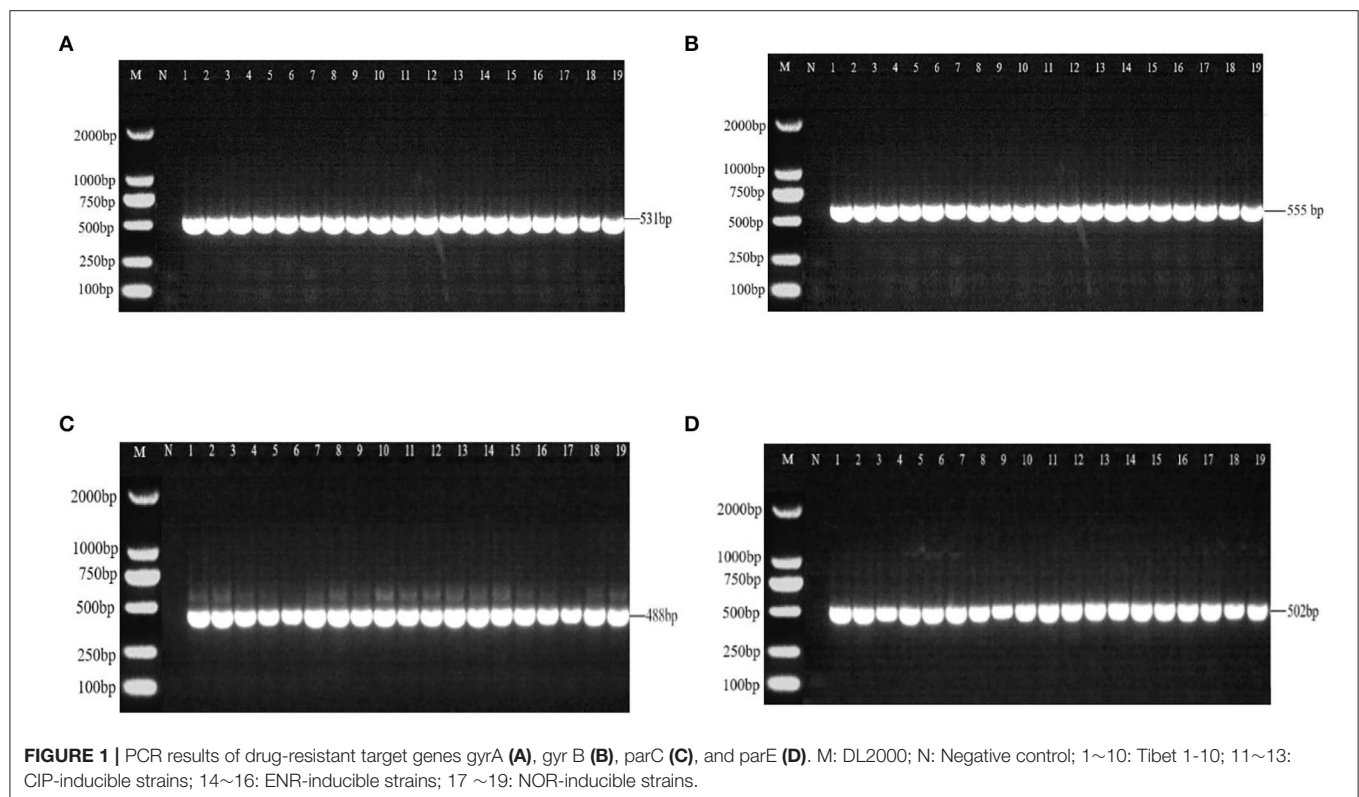 A
M N 1 2 3 4 5 6 7 8 9 10 11 12 13 14 15 16 17 18 19
2000bp
1000bp
750bp
500bp
250bp
100bp
531bp
B
M N 1 2 3 4 5 6 7 8 9 10 11 12 13 14 15 16 17 18 19
2000bp
1000bp
750bp
500bp
250bp
100bp
555 bp
C
M N 1 2 3 4 5 6 7 8 9 10 11 12 13 14 15 16 17 18 19
2000bp
1000bp
750bp
500bp
250bp
100bp
488bp
D
M N 1 2 3 4 5 6 7 8 9 10 11 12 13 14 15 16 17 18 19
2000bp
1000bp
750bp
500bp
250bp
100bp
502bp
FIGURE 1 | PCR results of drug-resistant target genes gyrA (A), gyr B (B), parC (C), and parE (D). M: DL2000; N: Negative control; 1~10: Tibet 1-10; 11~13:
CIP-inducible strains; 14~16: ENR-inducible strains; 17 ~19: NOR-inducible strains.